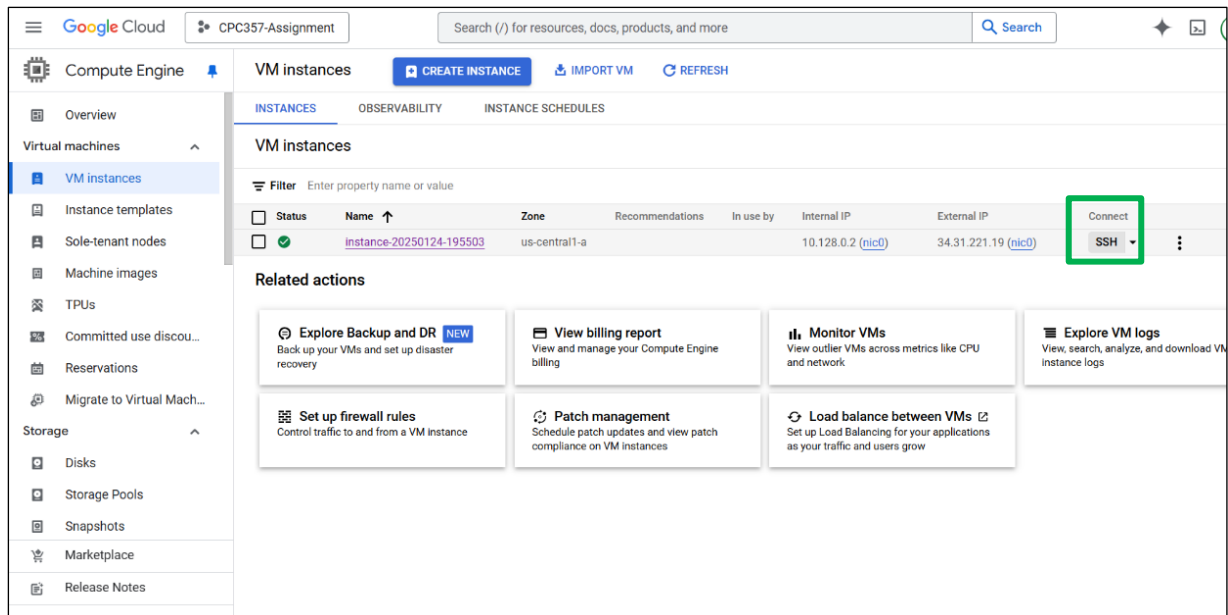 Google Cloud
CPC357-Assignment
Search (/) for resources, docs, products, and more
Search
Compute Engine
VM instances
CREATE INSTANCE
IMPORT VM
REFRESH
Overview
Virtual machines
VM instances
Instance templates
Sole-tenant nodes
Machine images
TPUs
Committed use discou...
Reservations
Migrate to Virtual Mach...
Storage
Disks
Storage Pools
Snapshots
Marketplace
Release Notes
INSTANCES OBSERVABILITY INSTANCE SCHEDULES
VM instances
Filter Enter property name or value
Status Name Zone Recommendations In use by Internal IP External IP Connect
instance-20250124-195503 us-central1-a 10.128.0.2 (nic0) 34.31.221.19 (nic0) SSH
Related actions
Explore Backup and DR NEW
Back up your VMs and set up disaster
recovery
View billing report
View and manage your Compute Engine
billing
Monitor VMs
View outlier VMs across metrics like CPU
and network
Explore VM logs
View, search, analyze, and download VM
instance logs
Set up firewall rules
Control traffic to and from a VM instance
Patch management
Schedule patch updates and view patch
compliance on VM instances
Load balance between VMs
Set up Load Balancing for your applications
as your traffic and users grow